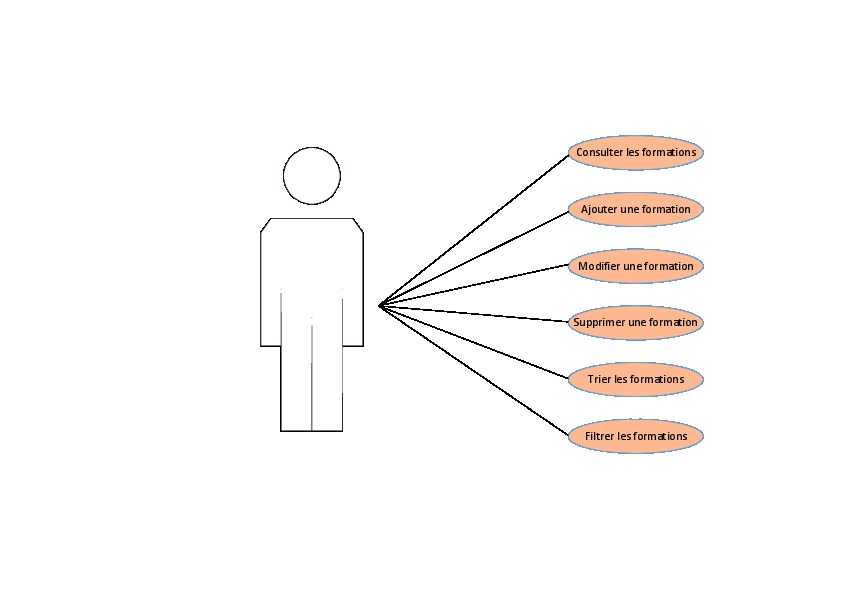 Consulter les formations
Ajouter une formation
Modifier une formation
Supprimer une formation
Trier les formations
Filtrer les formations